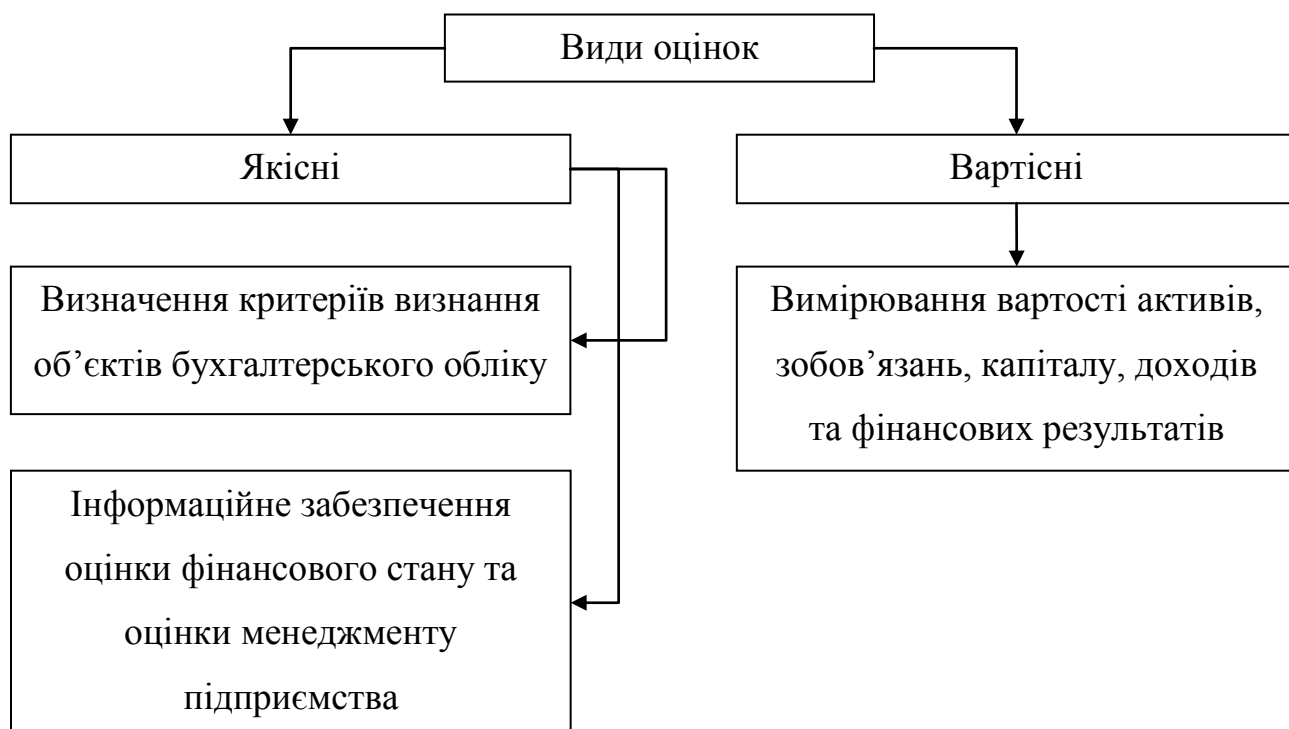 Види оцінок
Якісні
Вартісні
Визначення критеріїв визнання
об’єктів бухгалтерського обліку
Вимірювання вартості активів,
зобов’язань, капіталу, доходів
та фінансових результатів
Інформаційне забезпечення
оцінки фінансового стану та
оцінки менеджменту
підприємства